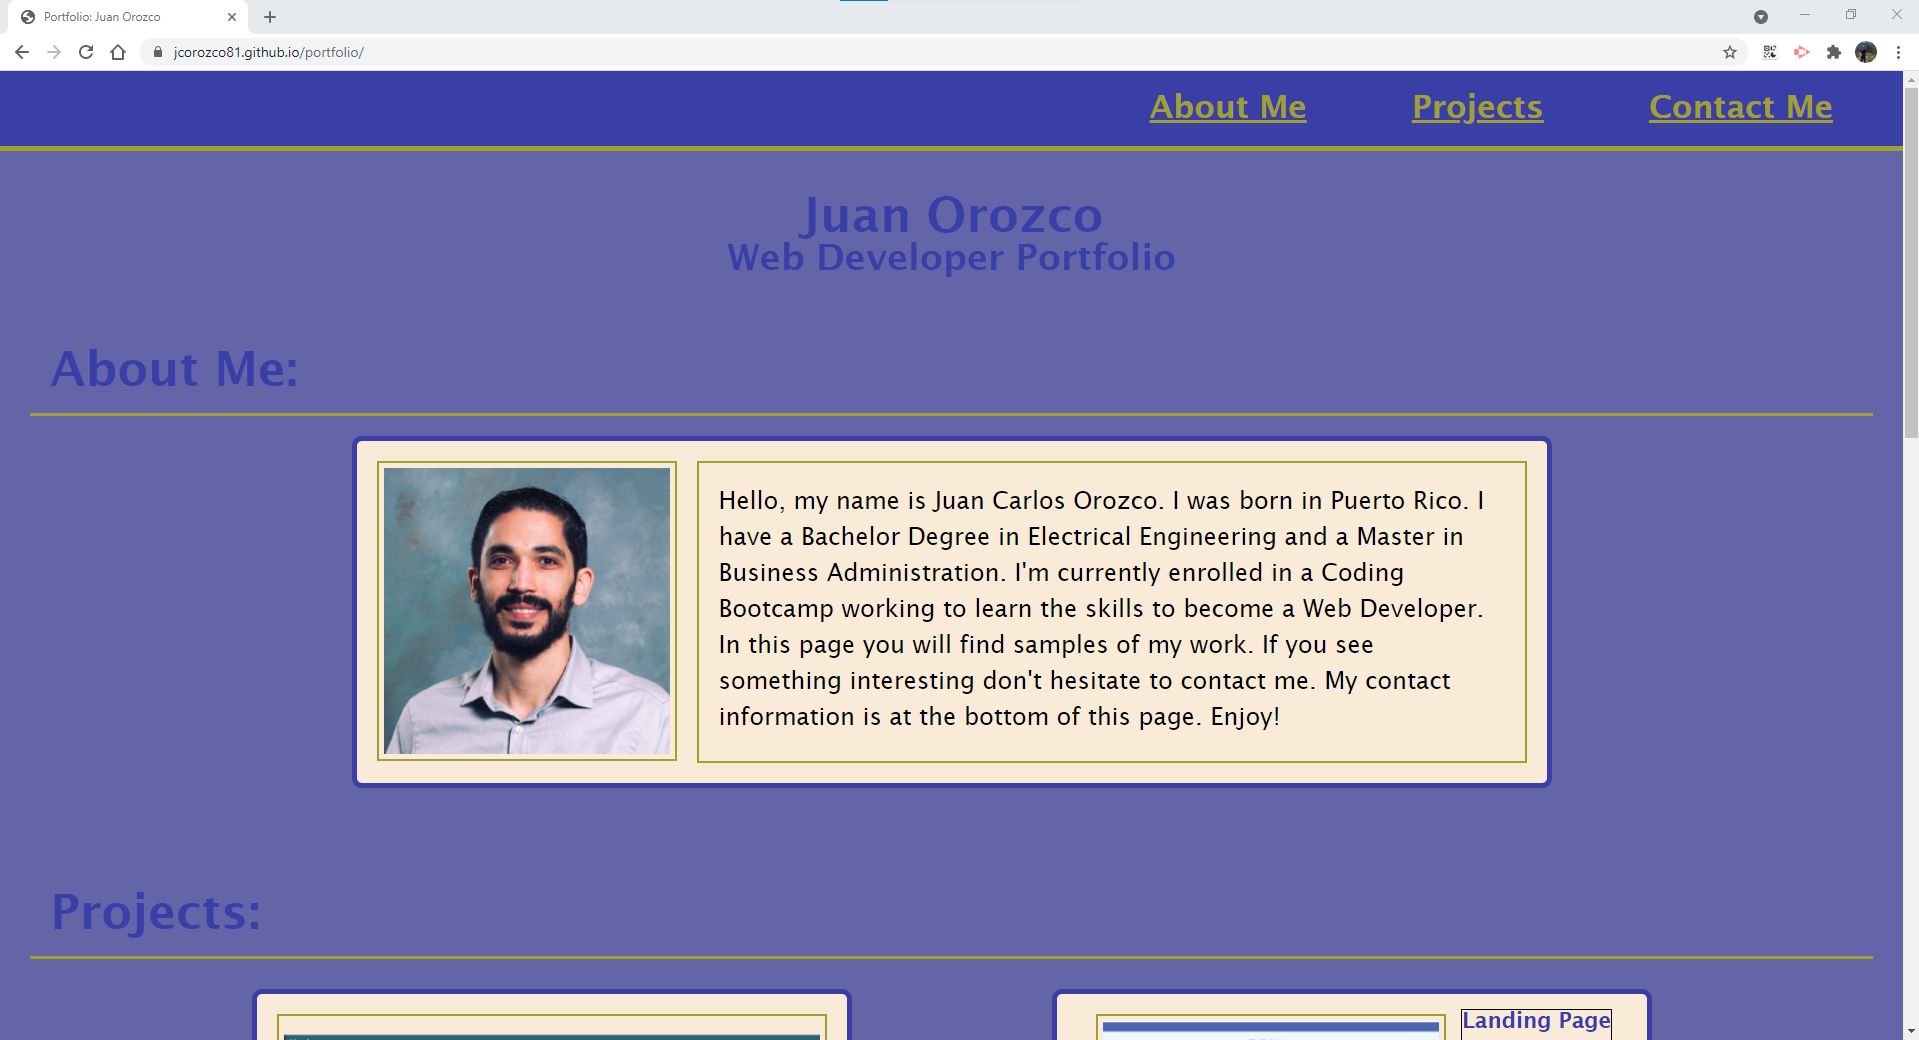 Portfolio: Juan Orozco
jcorozco81.github.io/portfolio/
About Me
Projects
Contact Me
Juan Orozco
Web Developer Portfolio
About Me:
Hello, my name is Juan Carlos Orozco. I was born in Puerto Rico. I
have a Bachelor Degree in Electrical Engineering and a Master in
Business Administration. I'm currently enrolled in a Coding
Bootcamp working to learn the skills to become a Web Developer.
In this page you will find samples of my work. If you see
something interesting don't hesitate to contact me. My contact
information is at the bottom of this page. Enjoy!
Projects:
Landing Page